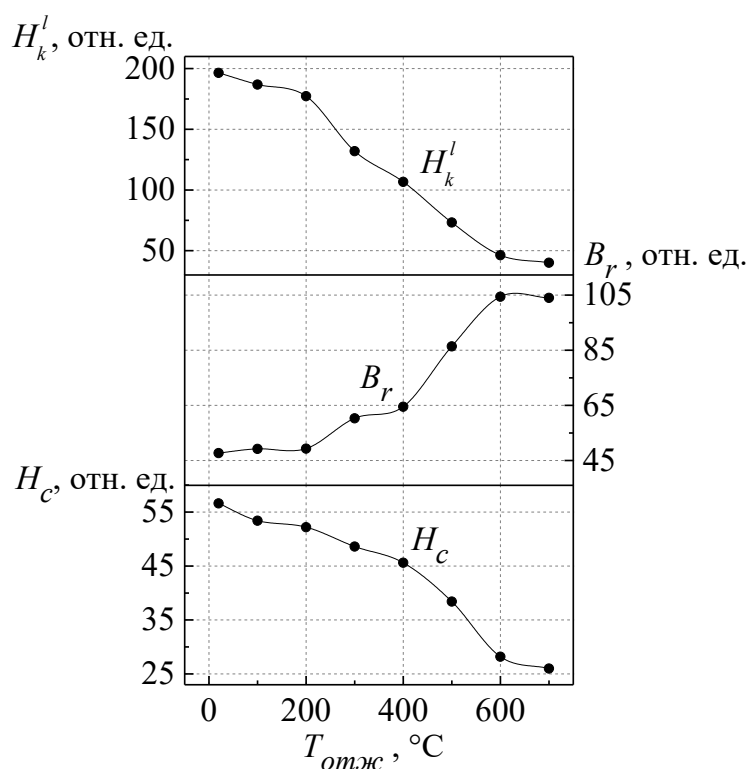 H_k^l, отн. ед.
200
150
100
50
H_k^l
B_r, отн. ед.
105
85
65
45
B_r
H_c, отн. ед.
55
45
35
25
H_c
0 200 400 600
T_отж, °C